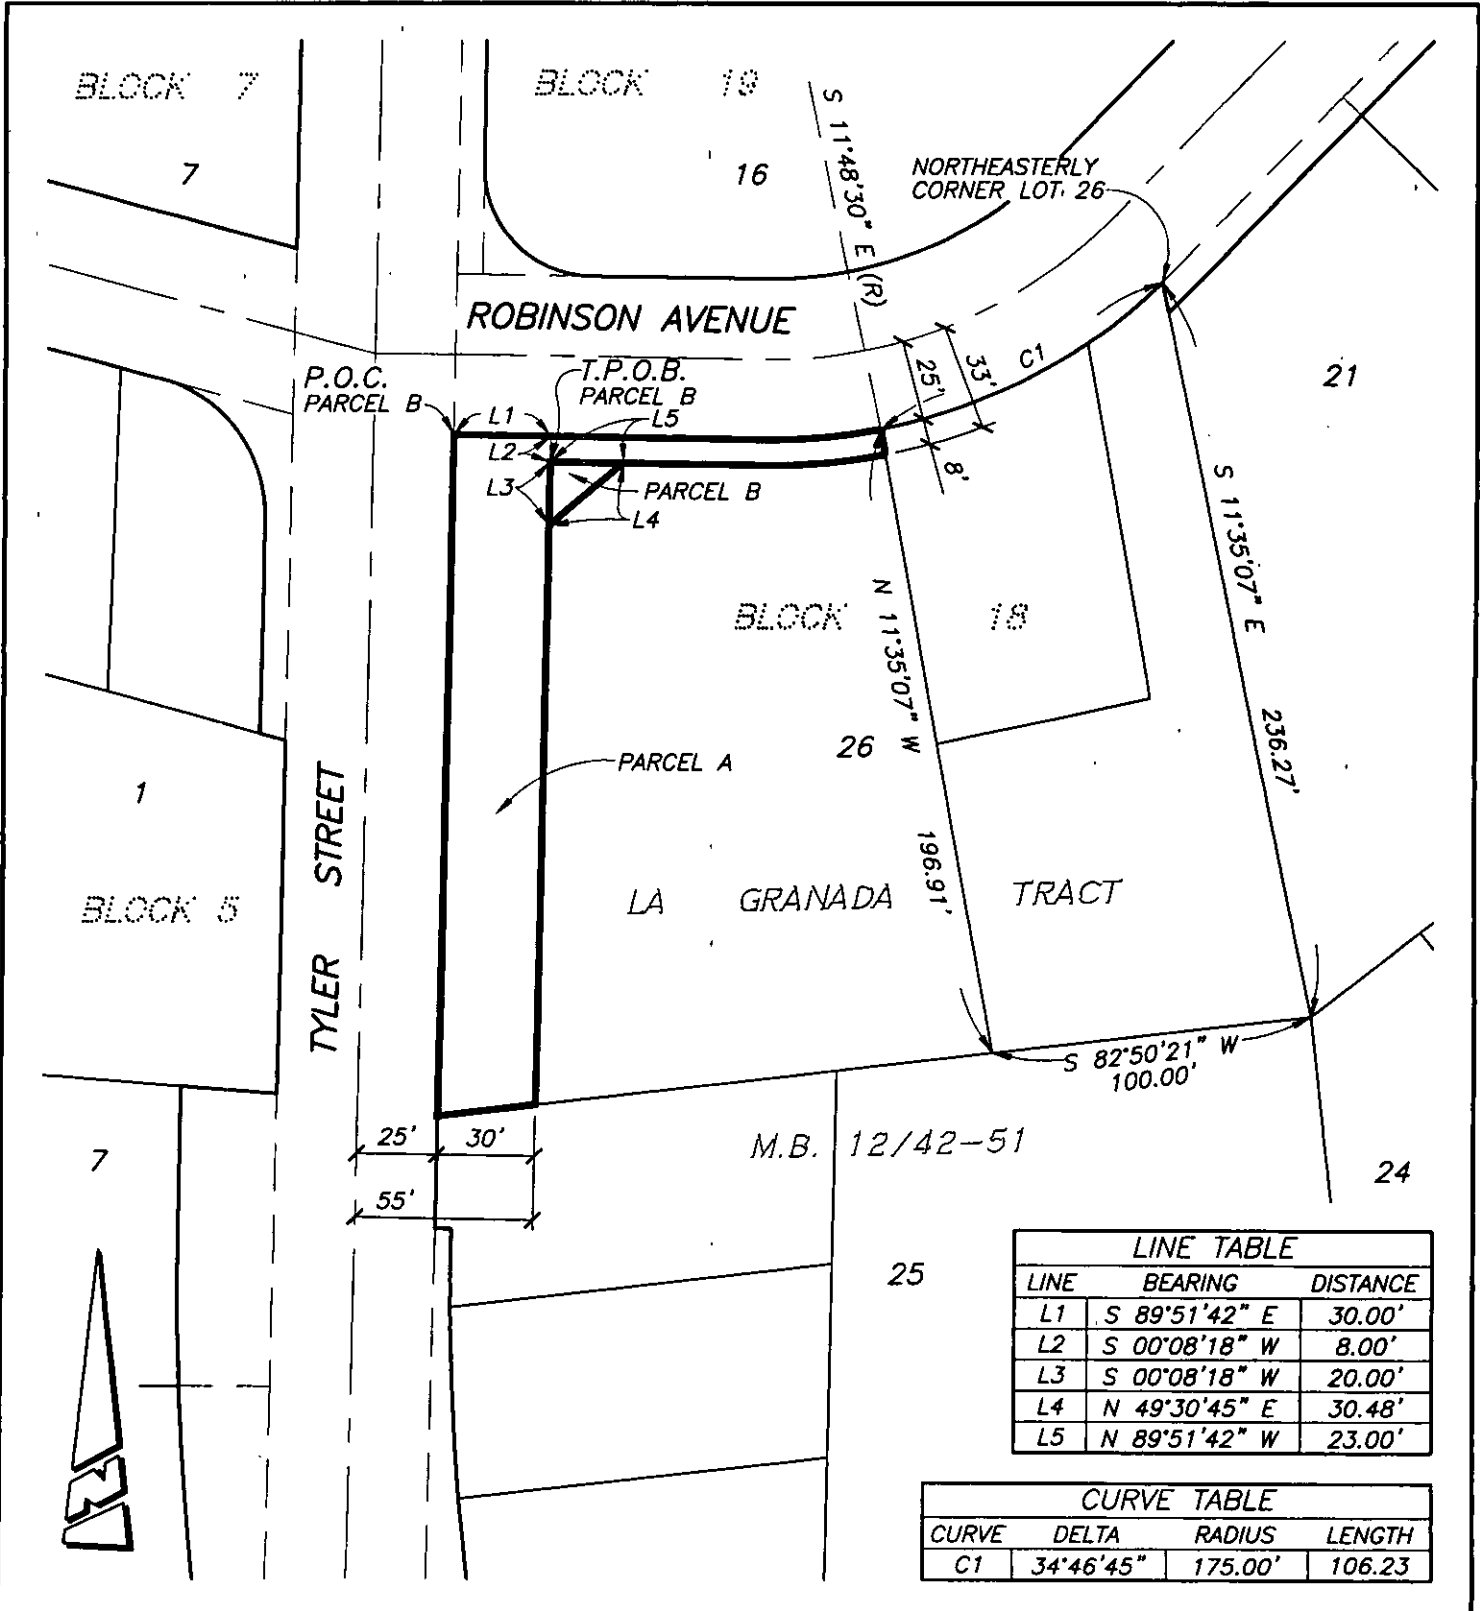 BLOCK 7
BLOCK 19
7
16
S 11°48'30" E (R)
NORTHEASTERLY
CORNER LOT 26
ROBINSON AVENUE
P.O.C.
PARCEL B
T.P.O.B.
PARCEL B
L1
L5
L2
L3
PARCEL B
L4
25'
33'
C1
8'
21
S 11°35'07" E
236.27'
BLOCK 18
N 11°35'07" W
196.91'
26
PARCEL A
1
TYLER STREET
BLOCK 5
LA GRANADA TRACT
S 82°50'21" W
100.00'
25'
30'
55'
7
M.B. 12/42-51
24
25
N
LINE TABLE
LINE BEARING DISTANCE
L1 S 89°51'42" E 30.00'
L2 S 00°08'18" W 8.00'
L3 S 00°08'18" W 20.00'
L4 N 49°30'45" E 30.48'
L5 N 89°51'42" W 23.00'
CURVE TABLE
CURVE DELTA RADIUS LENGTH
C1 34°46'45" 175.00' 106.23